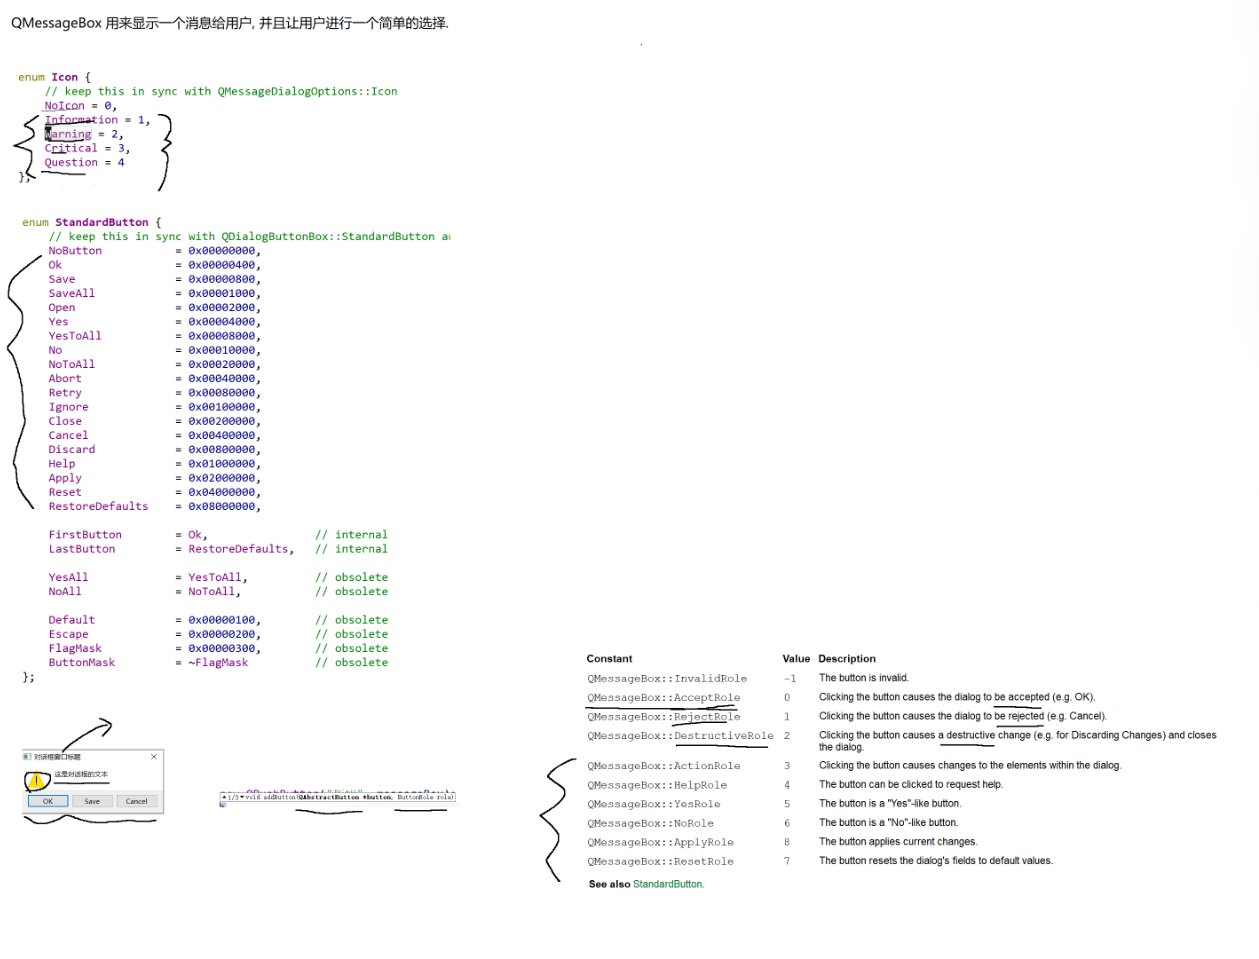 QMessageBox 用来显示一个消息给用户, 并且让用户进行一个简单的选择.
enum Icon {
// keep this in sync with QMessageDialogOptions::Icon
NoIcon = 0,
Information = 1,
Warning = 2,
Critical = 3,
Question = 4
};
enum StandardButton {
// keep this in sync with QDialogButtonBox::StandardButton
NoButton = 0x00000000,
Ok = 0x00000400,
Save = 0x00000800,
SaveAll = 0x00001000,
Open = 0x00002000,
Yes = 0x00004000,
YesToAll = 0x00008000,
No = 0x00010000,
NoToAll = 0x00020000,
Abort = 0x00040000,
Retry = 0x00080000,
Ignore = 0x00100000,
Close = 0x00200000,
Cancel = 0x00400000,
Discard = 0x00800000,
Help = 0x01000000,
Apply = 0x02000000,
Reset = 0x04000000,
RestoreDefaults = 0x08000000,
FirstButton = Ok, // internal
LastButton = RestoreDefaults, // internal
YesAll = YesToAll, // obsolete
NoAll = NoToAll, // obsolete
Default = 0x00000100, // obsolete
Escape = 0x00000200, // obsolete
FlagMask = 0x00000300, // obsolete
ButtonMask = ~FlagMask // obsolete
};
对话框窗口标题
这是对话框的文本
OK Save Cancel
1/3 void addButton(QAbstractButton *button, ButtonRole role)
Constant Value Description
QMessageBox::InvalidRole -1 The button is invalid.
QMessageBox::AcceptRole 0 Clicking the button causes the dialog to be accepted (e.g. OK).
QMessageBox::RejectRole 1 Clicking the button causes the dialog to be rejected (e.g. Cancel).
QMessageBox::DestructiveRole 2 Clicking the button causes a destructive change (e.g. for Discarding Changes) and closes
the dialog.
QMessageBox::ActionRole 3 Clicking the button causes changes to the elements within the dialog.
QMessageBox::HelpRole 4 The button can be clicked to request help.
QMessageBox::YesRole 5 The button is a "Yes"-like button.
QMessageBox::NoRole 6 The button is a "No"-like button.
QMessageBox::ApplyRole 8 The button applies current changes.
QMessageBox::ResetRole 7 The button resets the dialog's fields to default values.
See also StandardButton.